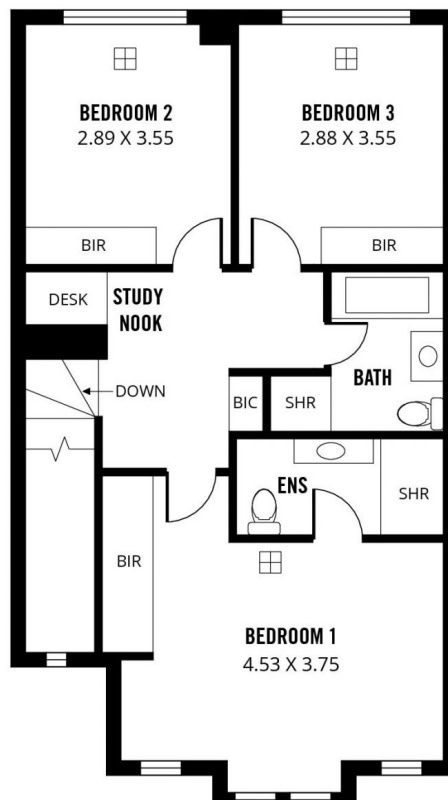 BEDROOM 2
2.89 X 3.55
BEDROOM 3
2.88 X 3.55
BIR
BIR
DESK
STUDY
NOOK
BATH
DOWN
BIC
SHR
ENS
SHR
BIR
BEDROOM 1
4.53 X 3.75